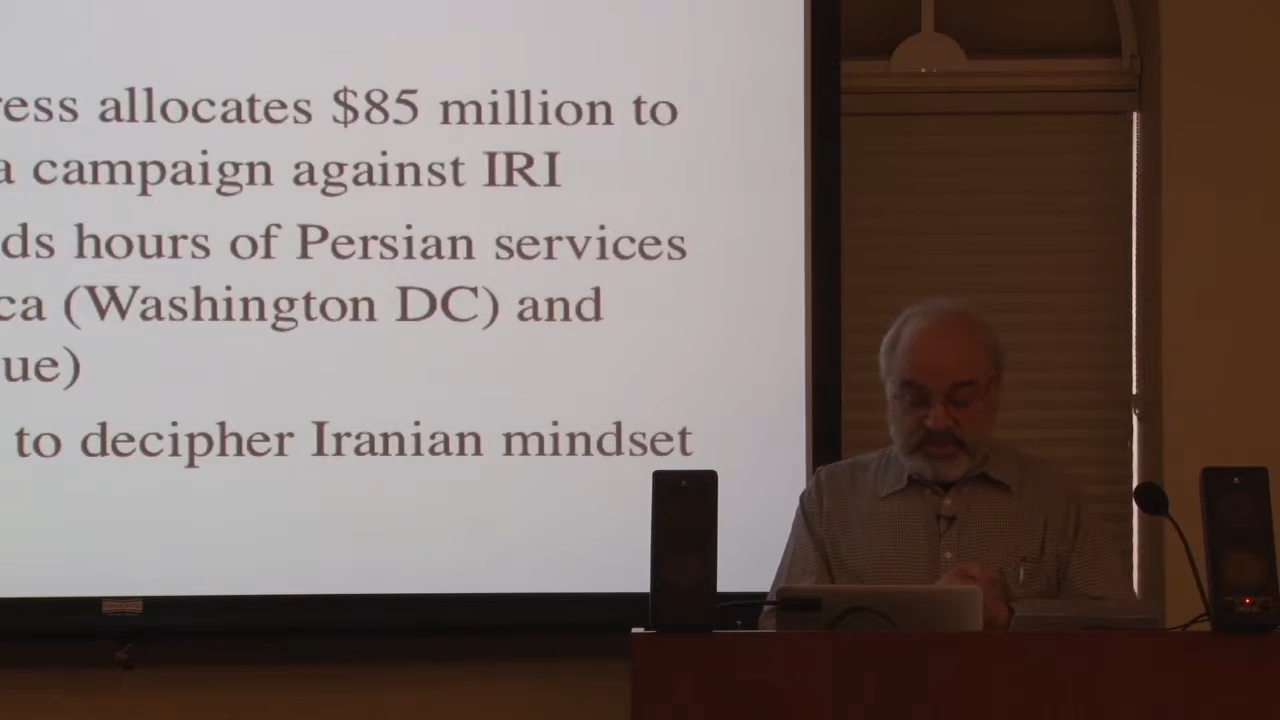 ress allocates $85 million to
a campaign against IRI
ds hours of Persian services
ca (Washington DC) and
ue)
to decipher Iranian mindset